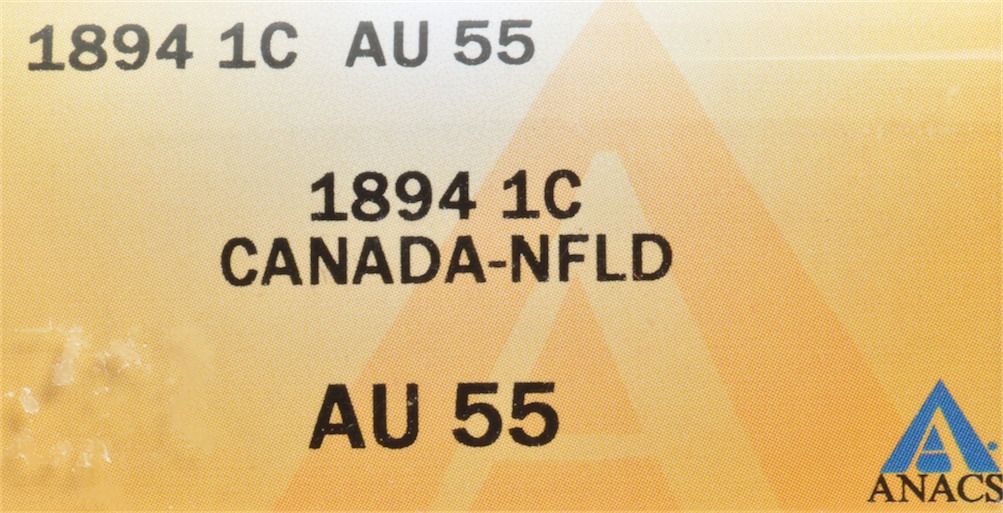 1894 1C AU 55
1894 1C
CANADA-NFLD
AU 55
ANACS